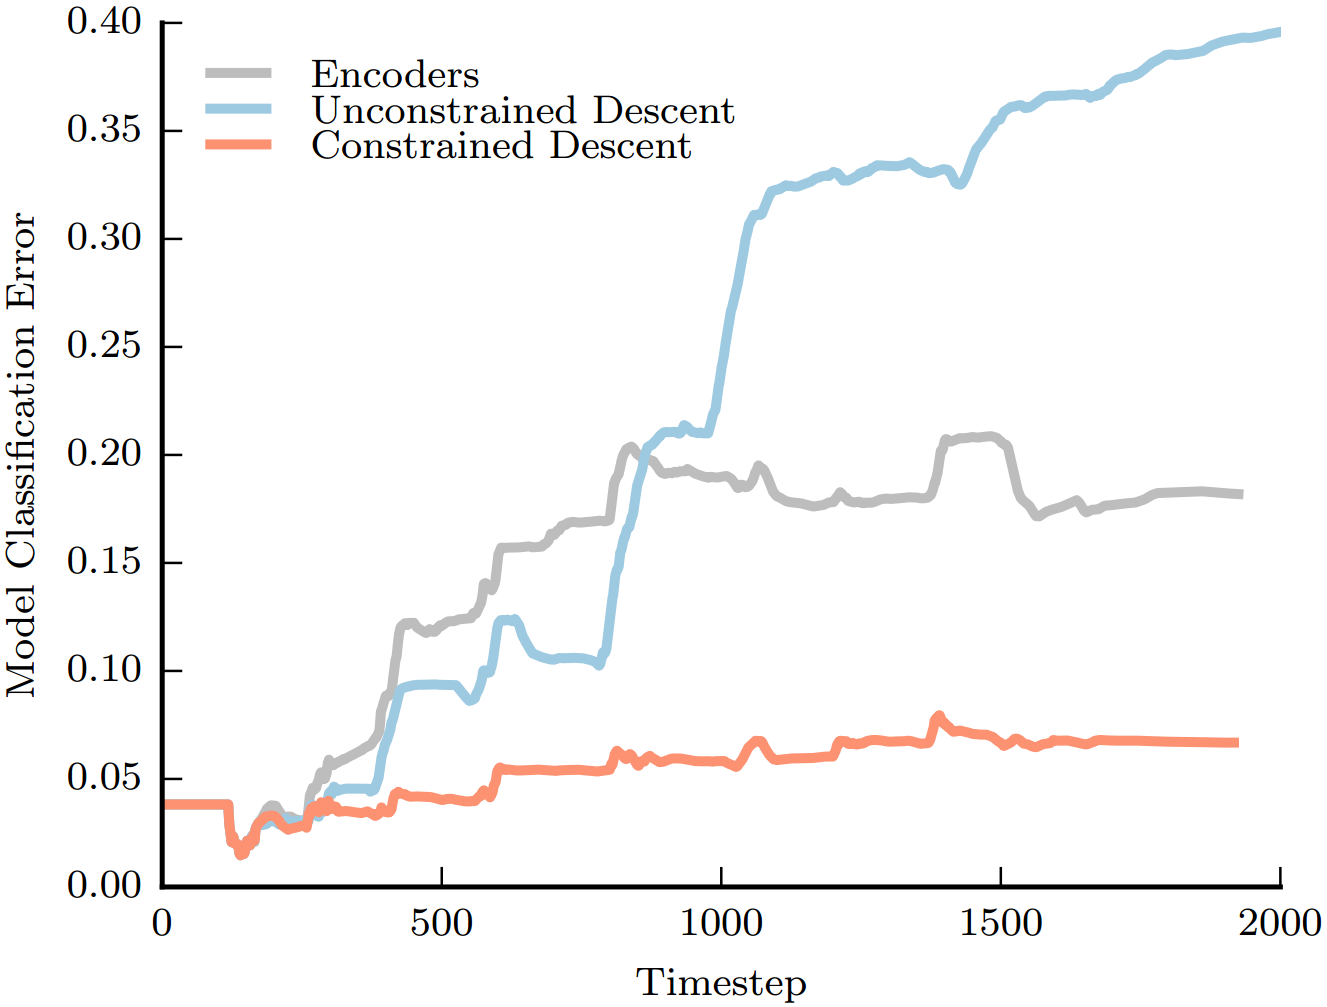 0.40
0.35
0.30
0.25
0.20
0.15
0.10
0.05
0.00
Model Classification Error
Encoders
Unconstrained Descent
Constrained Descent
0 500 1000 1500 2000
Timestep